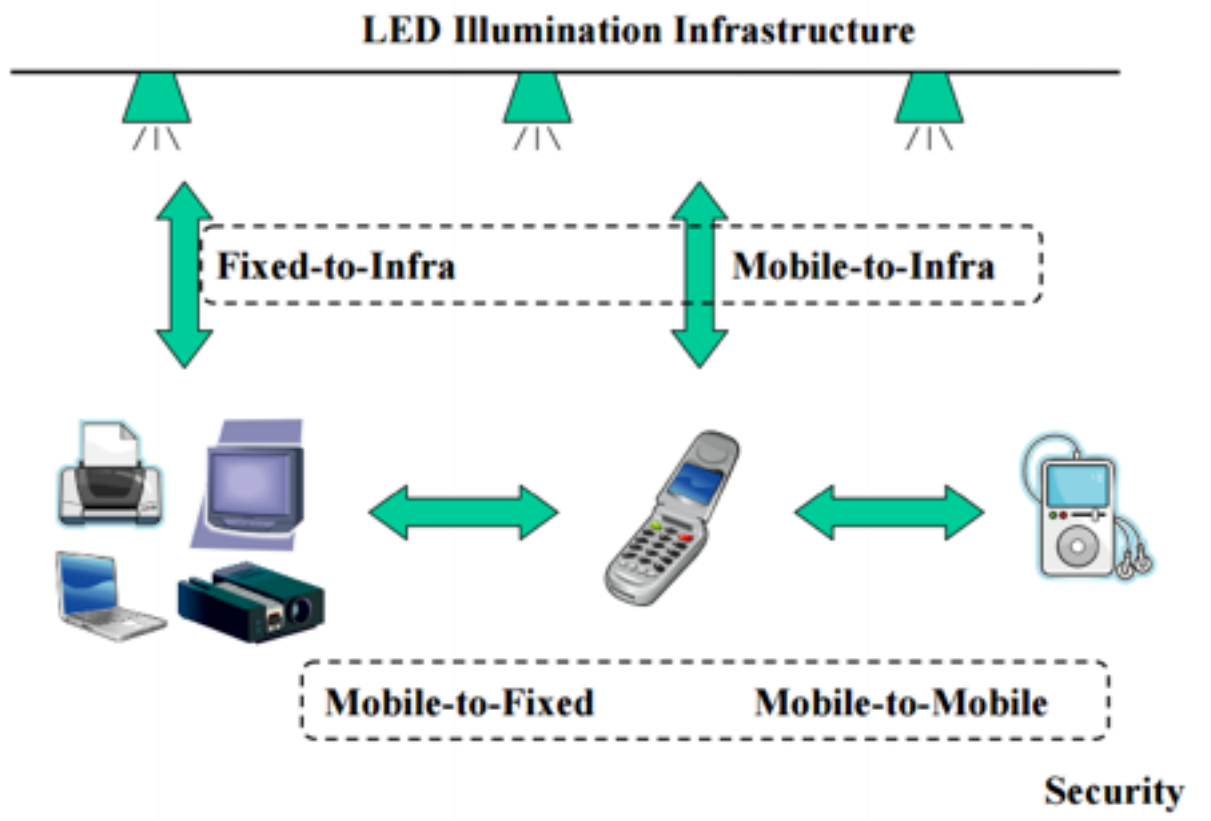 LED Illumination Infrastructure
Fixed-to-Infra Mobile-to-Infra
Mobile-to-Fixed Mobile-to-Mobile
Security